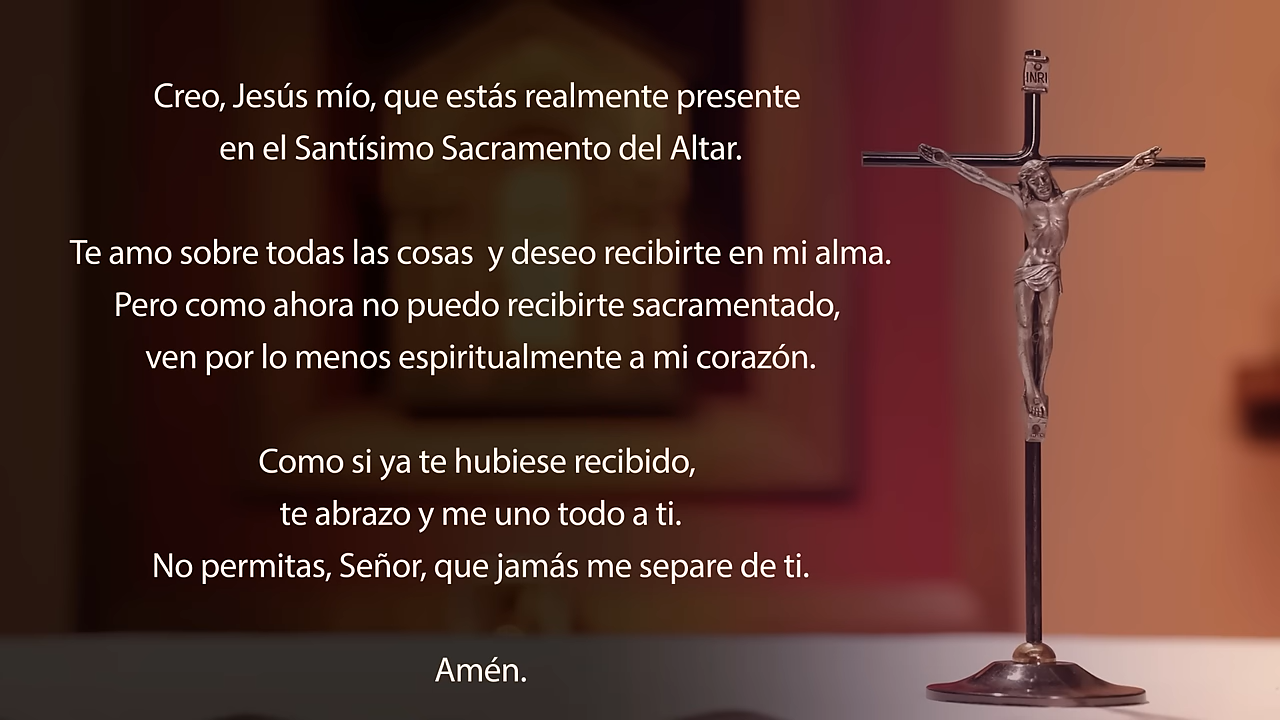 INRI
Creo, Jesús mío, que estás realmente presente
en el Santísimo Sacramento del Altar.
Te amo sobre todas las cosas  y deseo recibirte en mi alma.
Pero como ahora no puedo recibirte sacramentado,
ven por lo menos espiritualmente a mi corazón.
Como si ya te hubiese recibido,
te abrazo y me uno todo a ti.
No permitas, Señor, que jamás me separe de ti.
Amén.